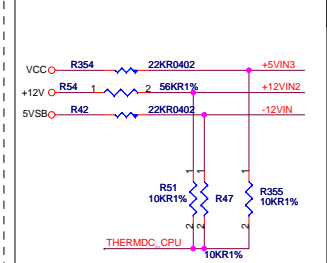 VCC R354 22KR0402 +5VIN3
+12V R54 1 2 56KR1% +12VIN2
5VSB R42 22KR0402 -12VIN
1 1 1
R51 R47 R355
10KR1% 10KR1%
2 2 2
THERMDC_CPU
10KR1%